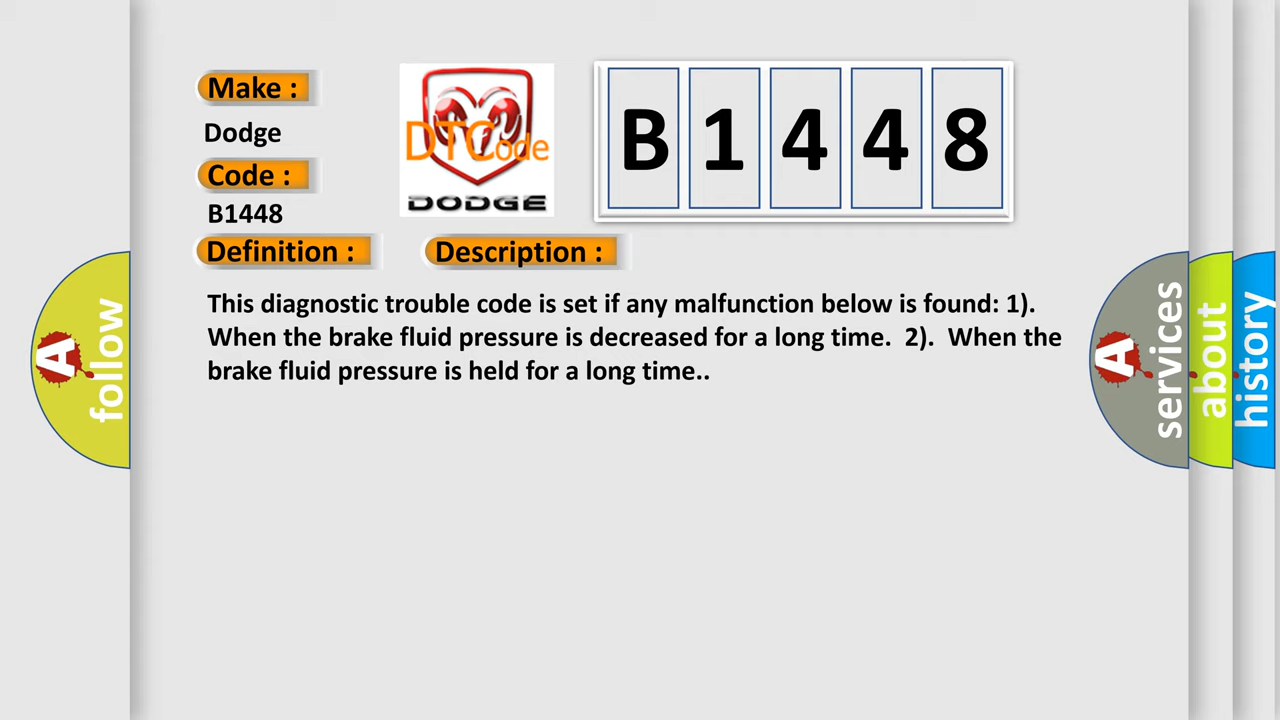 Make :
Dodge
Code :
B1448
Definition :
Description :
DTCode
DODGE
B 1 4 4 8
This diagnostic trouble code is set if any malfunction below is found: 1).
When the brake fluid pressure is decreased for a long time. 2). When the
brake fluid pressure is held for a long time..
A follow
A services
about
history